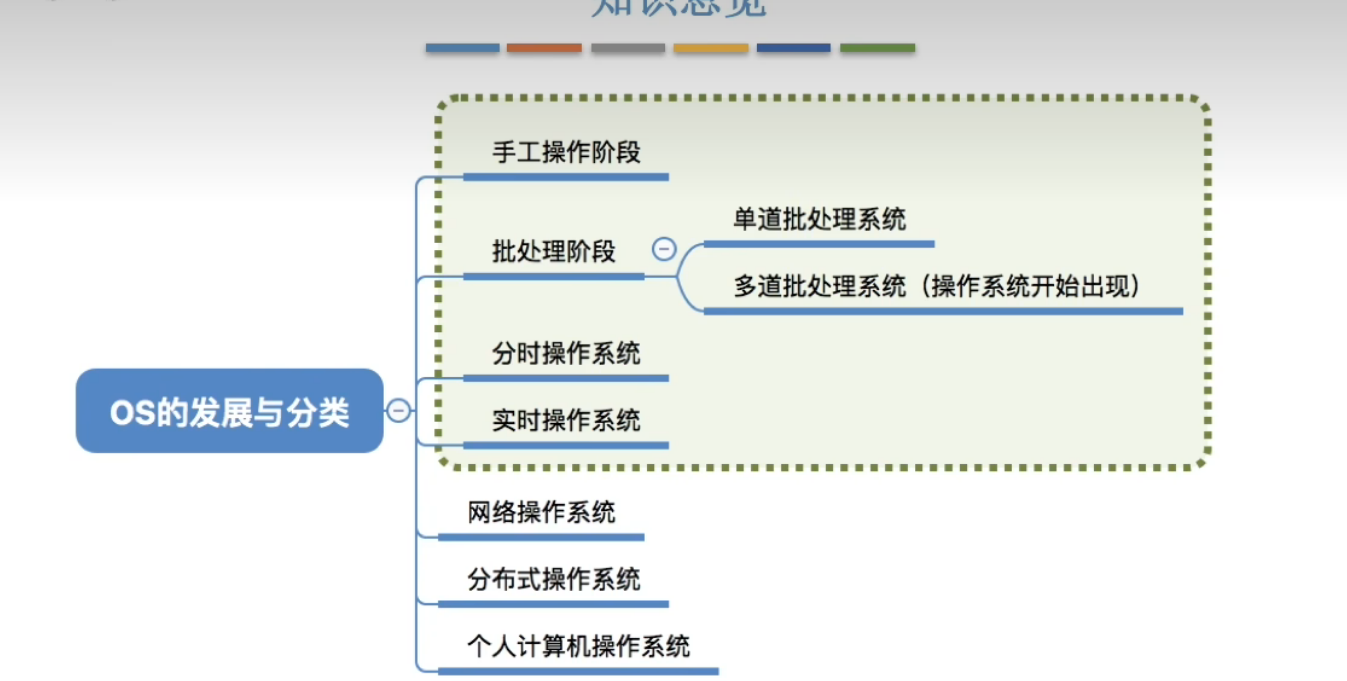 知识总览
手工操作阶段
单道批处理系统
批处理阶段
多道批处理系统（操作系统开始出现）
分时操作系统
OS的发展与分类
实时操作系统
网络操作系统
分布式操作系统
个人计算机操作系统